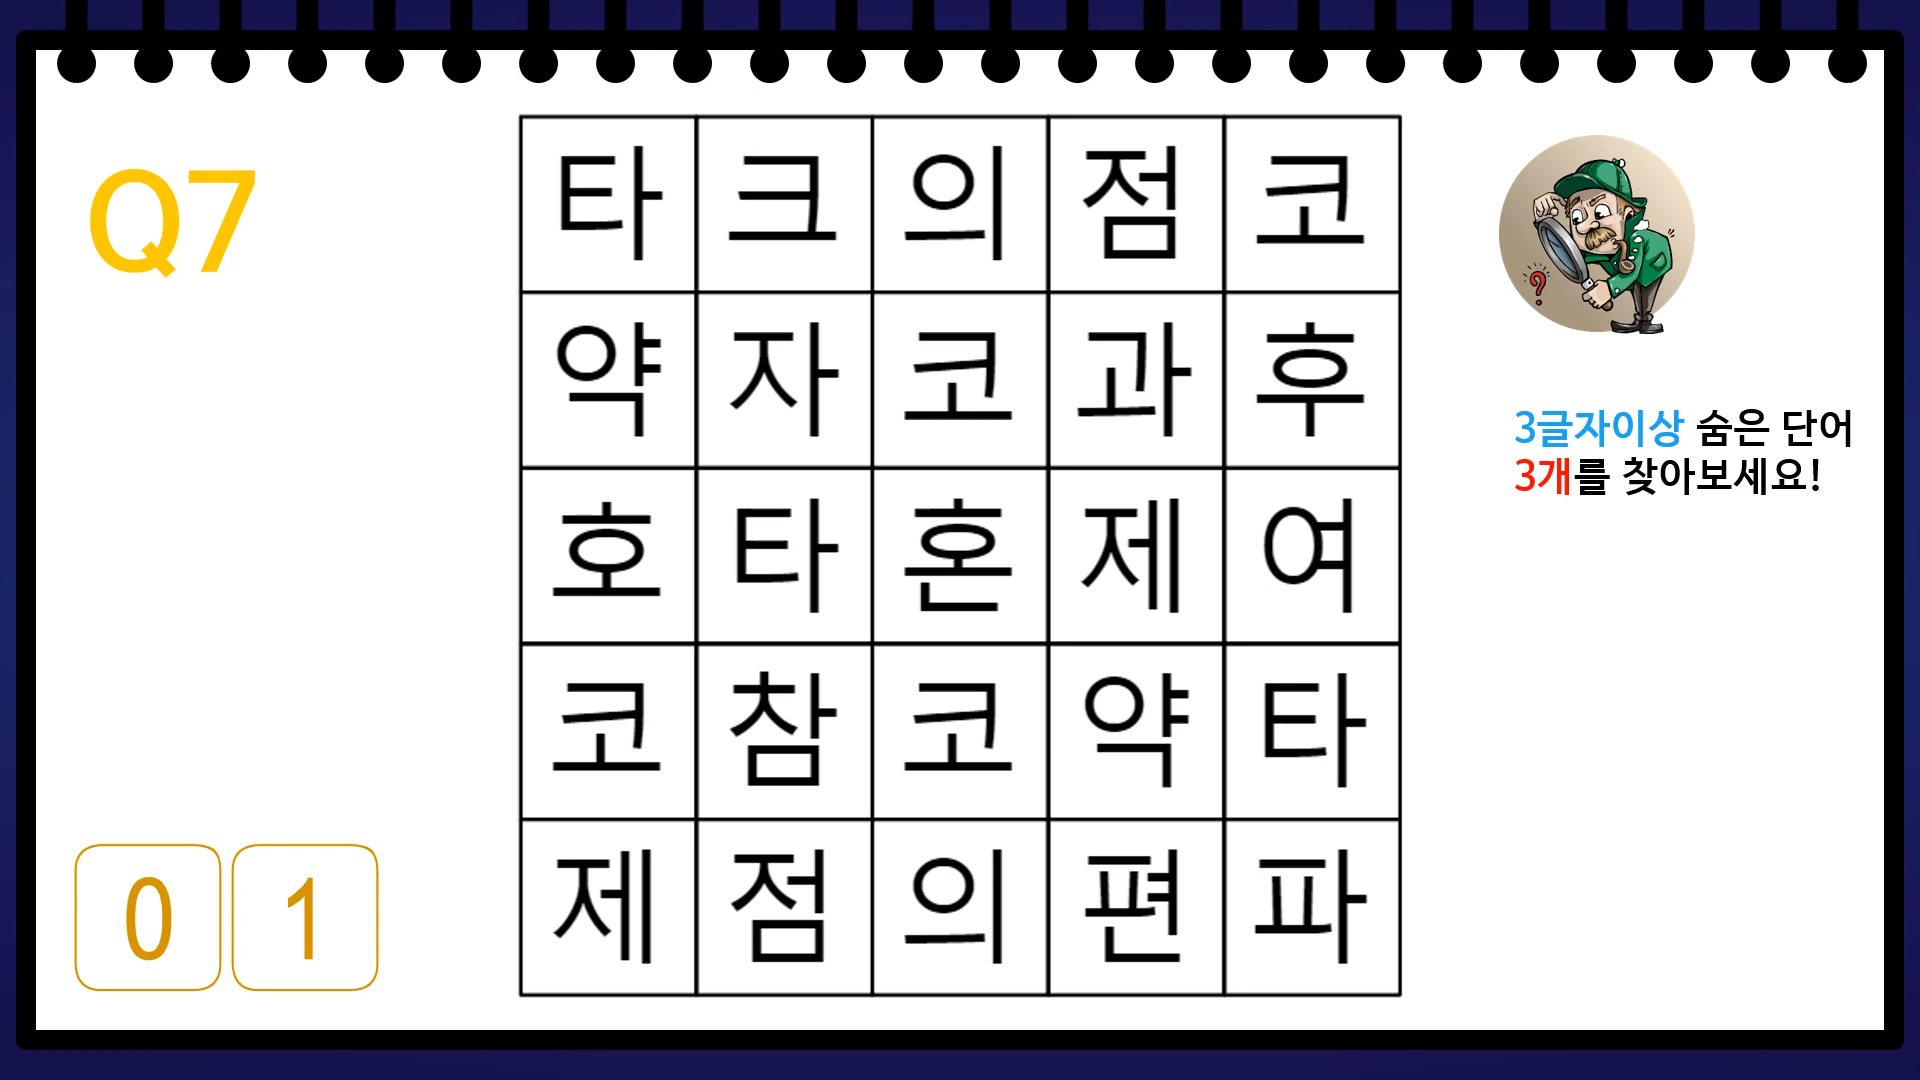 Q7
타 크 의 점 코
약 자 코 과 후
호 타 혼 제 여
코 참 코 약 타
제 점 의 편 파
3글자이상 숨은 단어
3개를 찾아보세요!
?
0 1